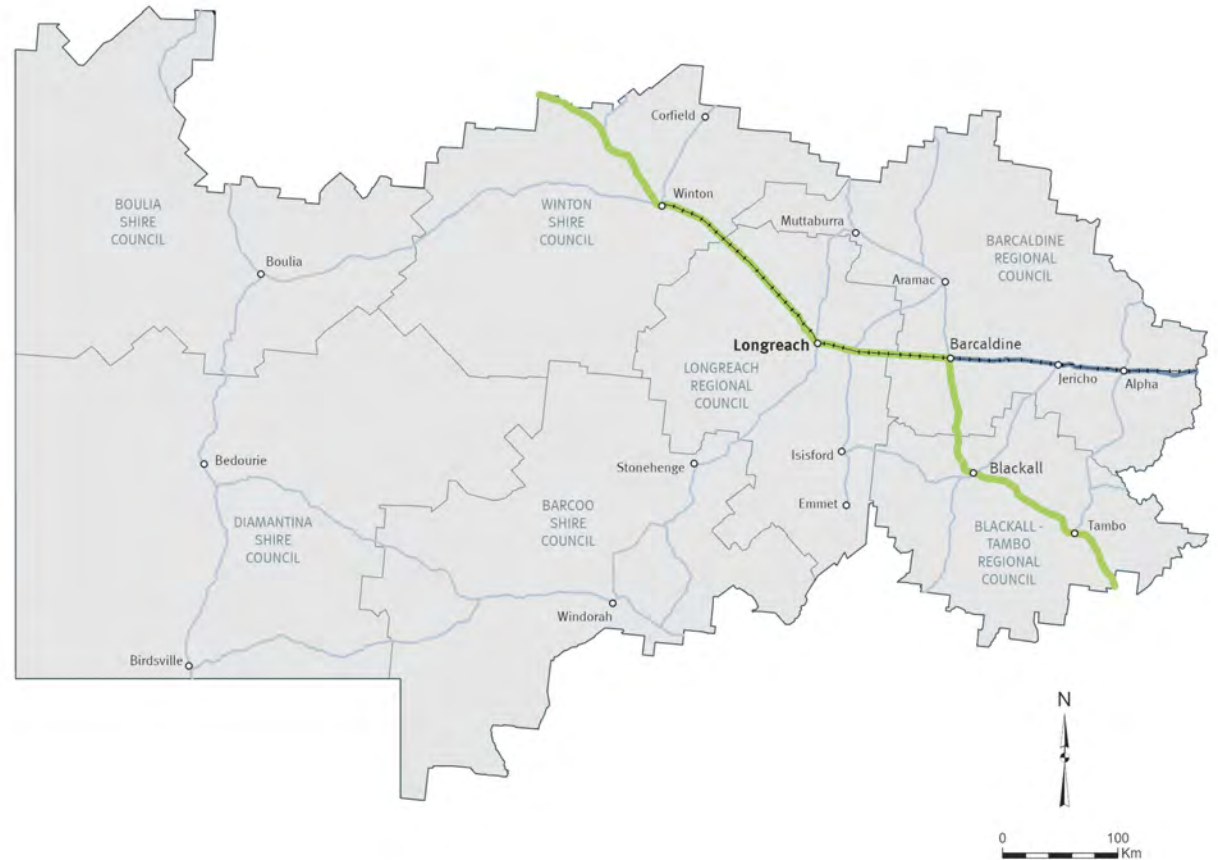 Corfield
Winton
BOULIA
SHIRE
COUNCIL
WINTON
SHIRE
COUNCIL
Muttaburra
BARCALDINE
REGIONAL
COUNCIL
Boulia
Aramac
Longreach
Barcaldine
LONGREACH
REGIONAL
COUNCIL
Jericho
Alpha
Bedourie
Stonehenge
Isisford
Blackall
Emmet
BARCOO
SHIRE
COUNCIL
DIAMANTINA
SHIRE
COUNCIL
BLACKALL -
TAMBO
REGIONAL
COUNCIL
Tambo
Windorah
Birdsville
N
0 100
Km